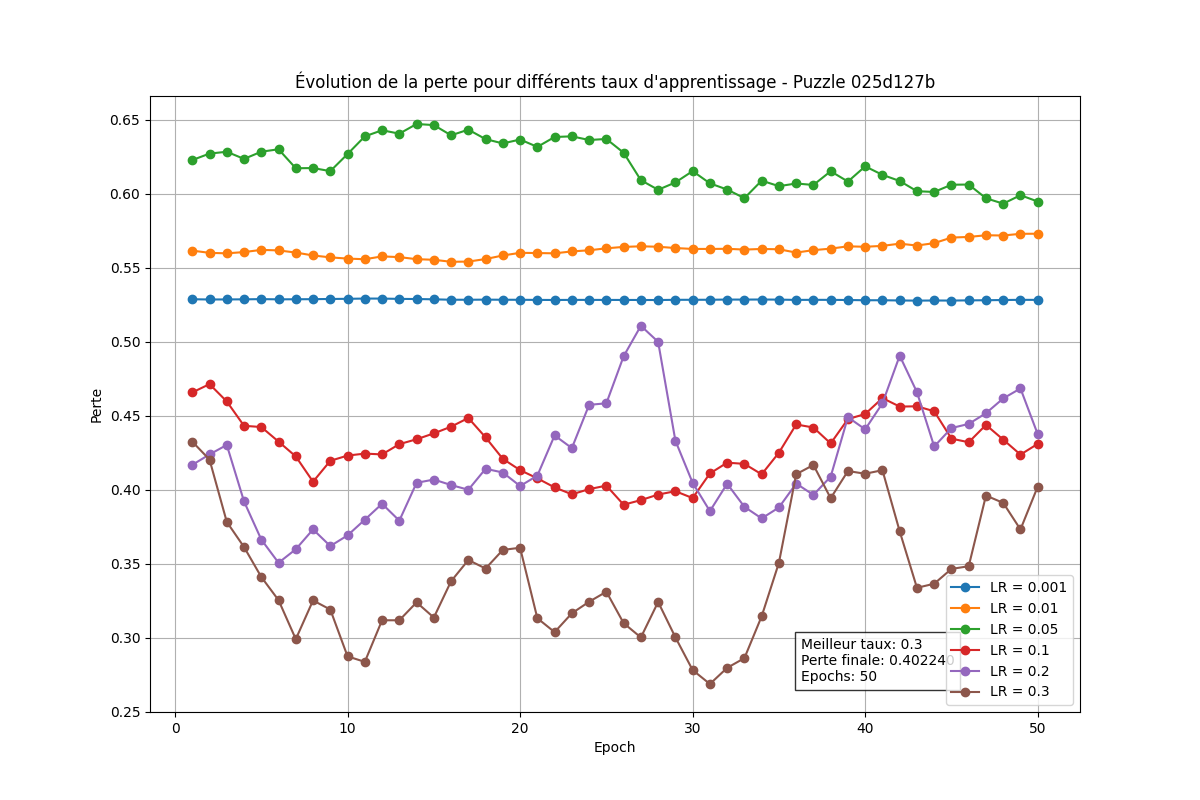 Évolution de la perte pour différents taux d'apprentissage - Puzzle 025d127b
Perte
0.65
0.60
0.55
0.50
0.45
0.40
0.35
0.30
0.25
0
10
20
30
40
50
Epoch
Meilleur taux: 0.3
Perte finale: 0.402240
Epochs: 50
LR = 0.001
LR = 0.01
LR = 0.05
LR = 0.1
LR = 0.2
LR = 0.3